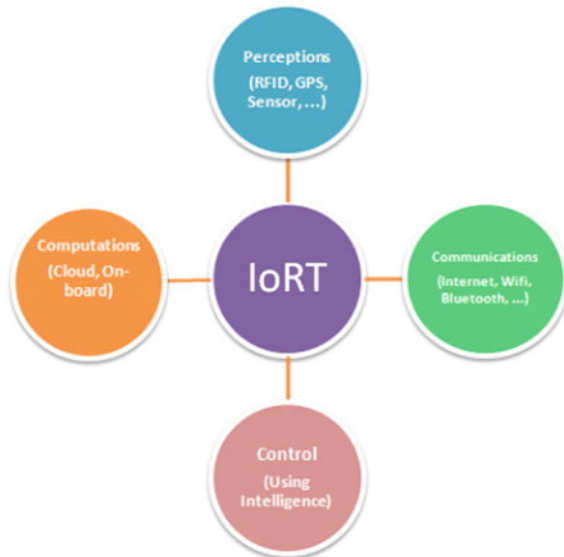 Perceptions
(RFID, GPS,
Sensor, ...)
Computations
(Cloud, On-
board)
IoRT
Communications
(Internet, Wifi,
Bluetooth, ...)
Control
(Using
Intelligence)